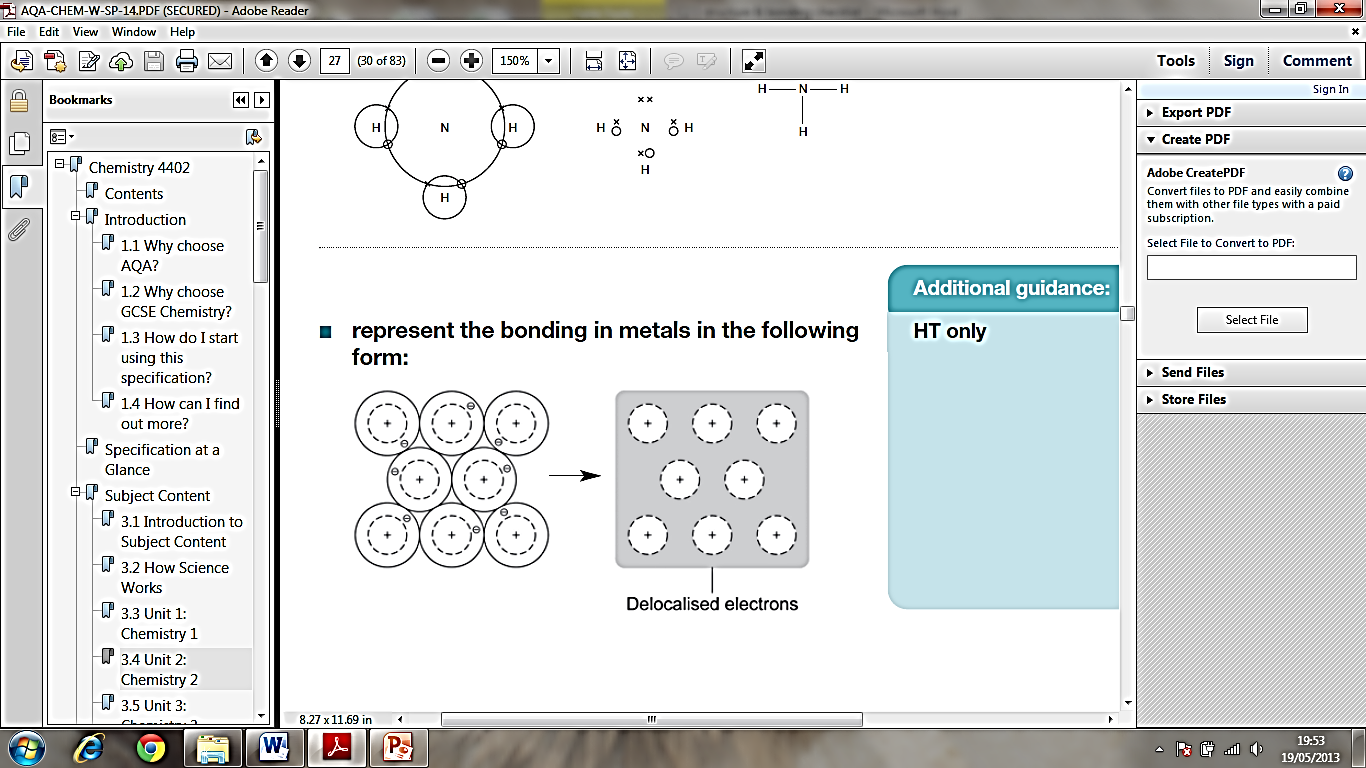 AQA-CHEM-W-SP-14.PDF (SECURED) - Adobe Reader
File Edit View Window Help
27 (30 of 83) 150% Tools Sign Comment
Bookmarks
Chemistry 4402
Contents
Introduction
1.1 Why choose
AQA?
1.2 Why choose
GCSE Chemistry?
1.3 How do I start
using this
specification?
1.4 How can I find
out more?
Specification at a
Glance
Subject Content
3.1 Introduction to
Subject Content
3.2 How Science
Works
3.3 Unit 1:
Chemistry 1
3.4 Unit 2:
Chemistry 2
3.5 Unit 3:
H N H
H
H N H
H
H N H
H
represent the bonding in metals in the following
form:
Additional guidance:
HT only
+ + +
+ +
+ + +
+ + +
+ +
+ + +
Delocalised electrons
8.27 x 11.69 in
Sign In
Export PDF
Create PDF
Adobe CreatePDF
Convert files to PDF and easily combine
them with other file types with a paid
subscription.
Select File to Convert to PDF:
Select File
Send Files
Store Files
19:53
19/05/2013